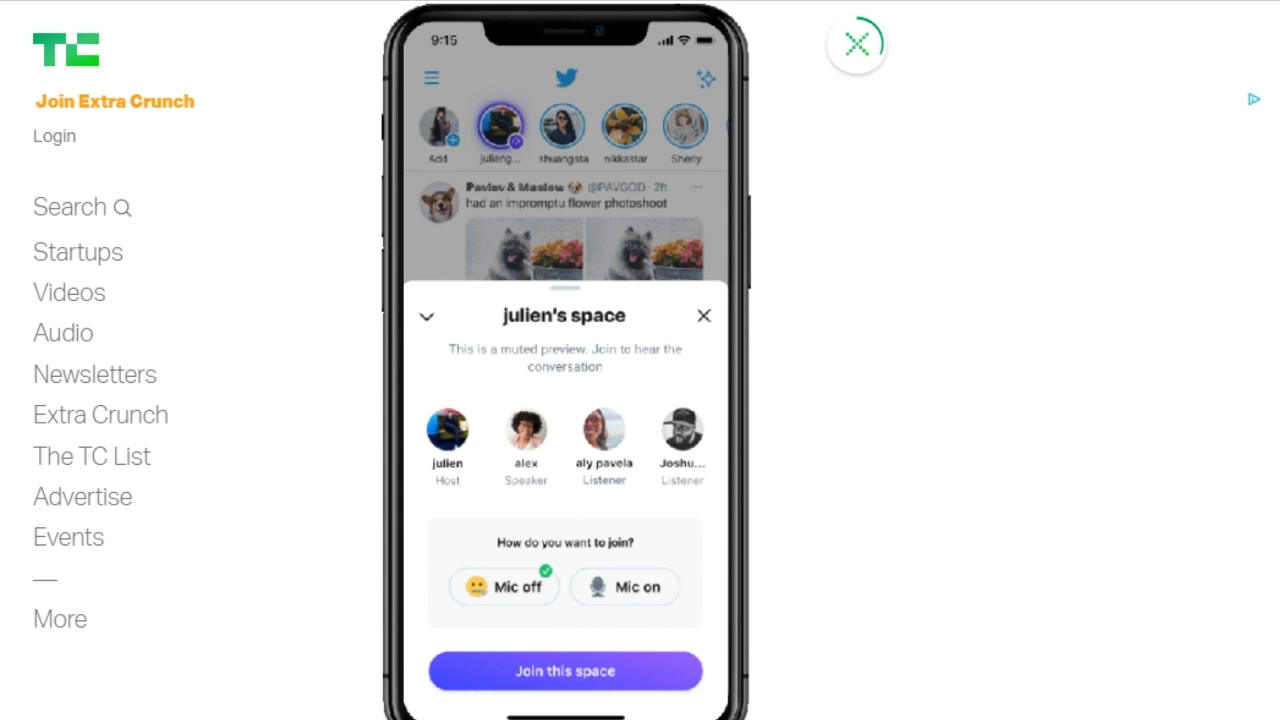 TC
Join Extra Crunch
Login
Search
Startups
Videos
Audio
Newsletters
Extra Crunch
The TC List
Advertise
Events
—
More
9:15
Add
julieng...
shuangsta
nikkastar
Sherly
Pavlov & Maslow @PAVGOD · 2h
had an impromptu flower photoshoot
julien's space
This is a muted preview. Join to hear the
conversation
julien
Host
alex
Speaker
aly pavela
Listener
Joshu...
Listener
How do you want to join?
Mic off
Mic on
Join this space